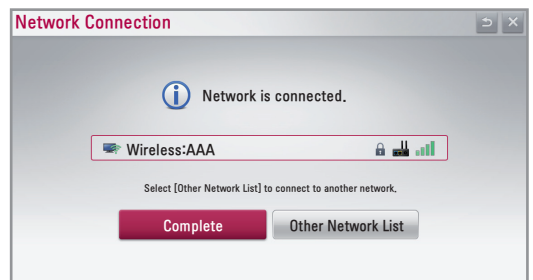 Network Connection
Network is connected.
Wireless:AAA
Select [Other Network List] to connect to another network.
Complete
Other Network List